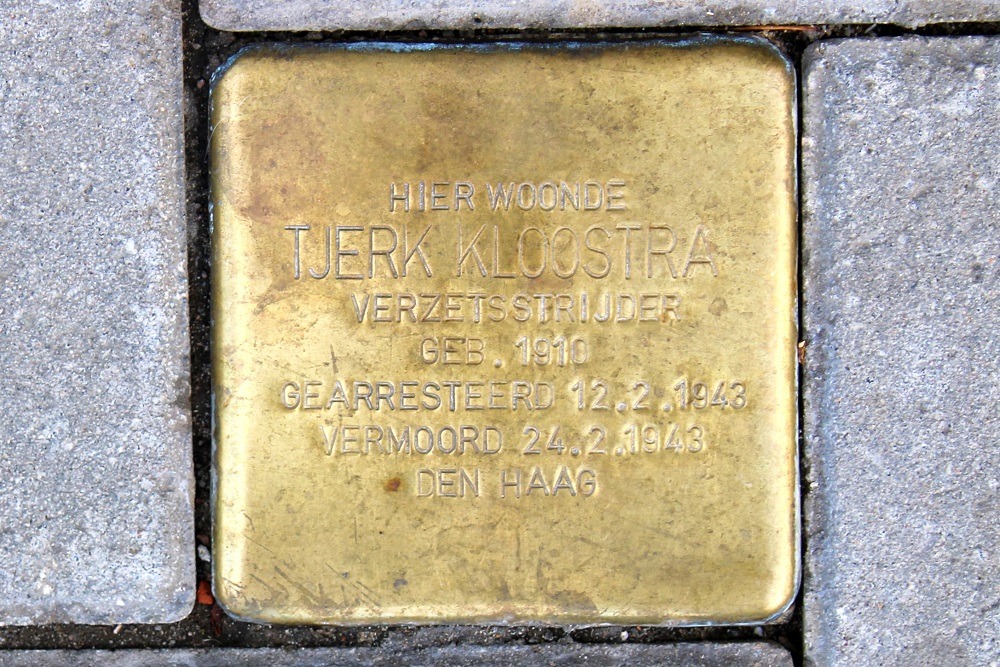 HIER WOONDE
TJERK KLOOSTRA
VERZETSSTRIJDER
GEB. 1910
GEARRESTEERD 12.2.1943
VERMOORD 24.2.1943
DEN HAAG